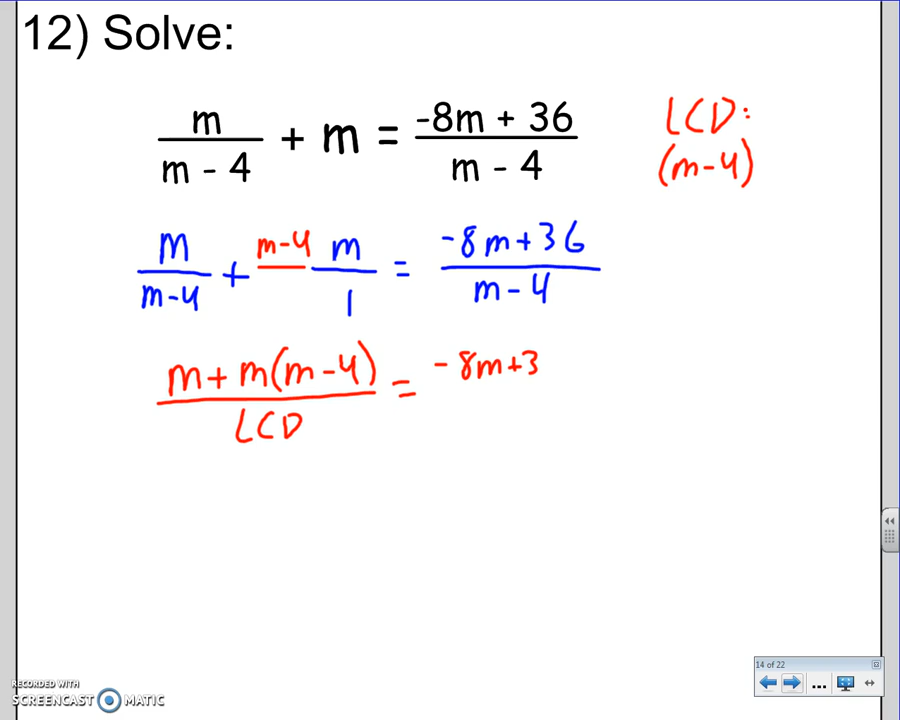 12) Solve:
m/(m - 4) + m = (-8m + 36)/(m - 4)
LCD:
(m-4)
m/(m-4) + (m-4)/ m/1 = (-8m+36)/(m-4)
(m+m(m-4))/LCD = -8m+3
14 of 22
RECORDED WITH
SCREENCAST MATIC